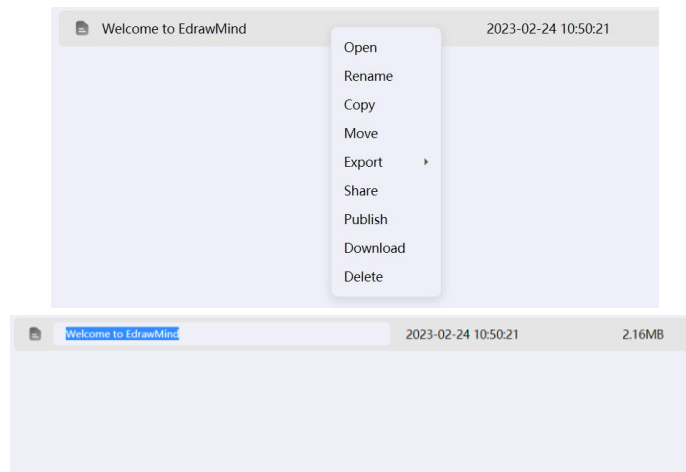 Welcome to EdrawMind 2023-02-24 10:50:21
Open
Rename
Copy
Move
Export
Share
Publish
Download
Delete
Welcome to EdrawMind 2023-02-24 10:50:21 2.16MB